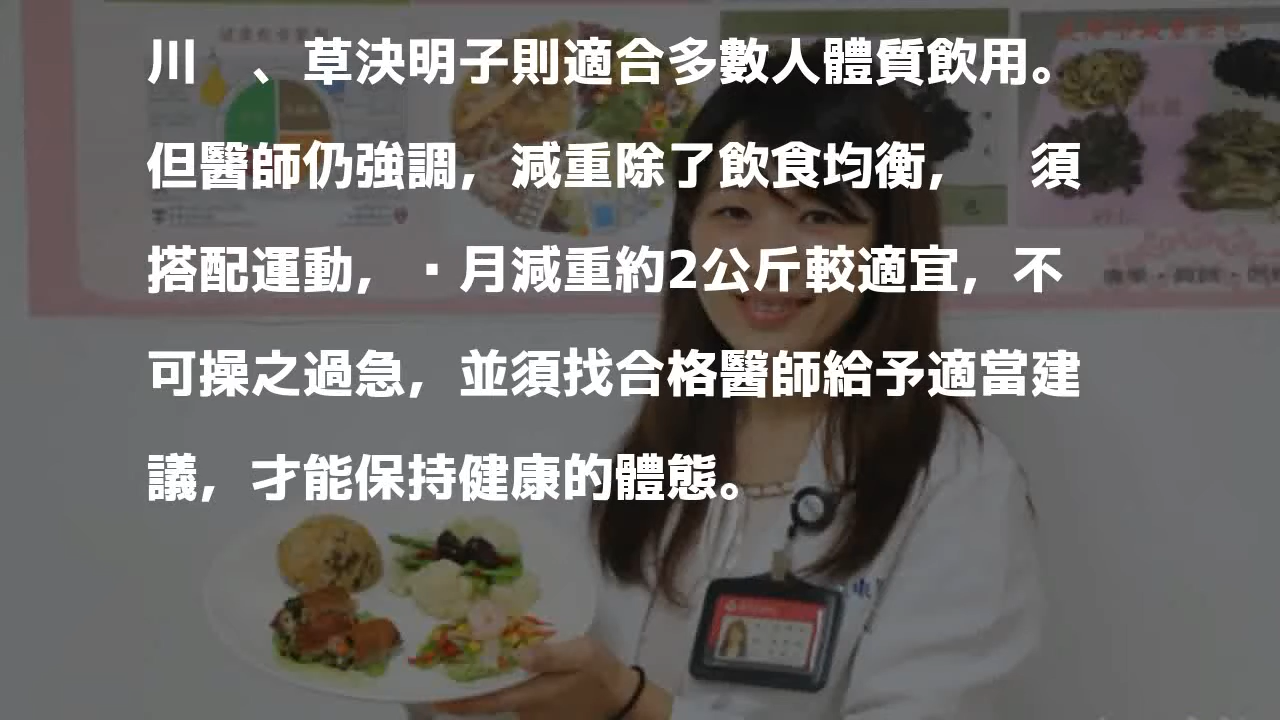 川　、草決明子則適合多數人體質飲用。
但醫師仍強調，減重除了飲食均衡，　須
搭配運動，▪月減重約2公斤較適宜，不
可操之過急，並須找合格醫師給予適當建
議，才能保持健康的體態。